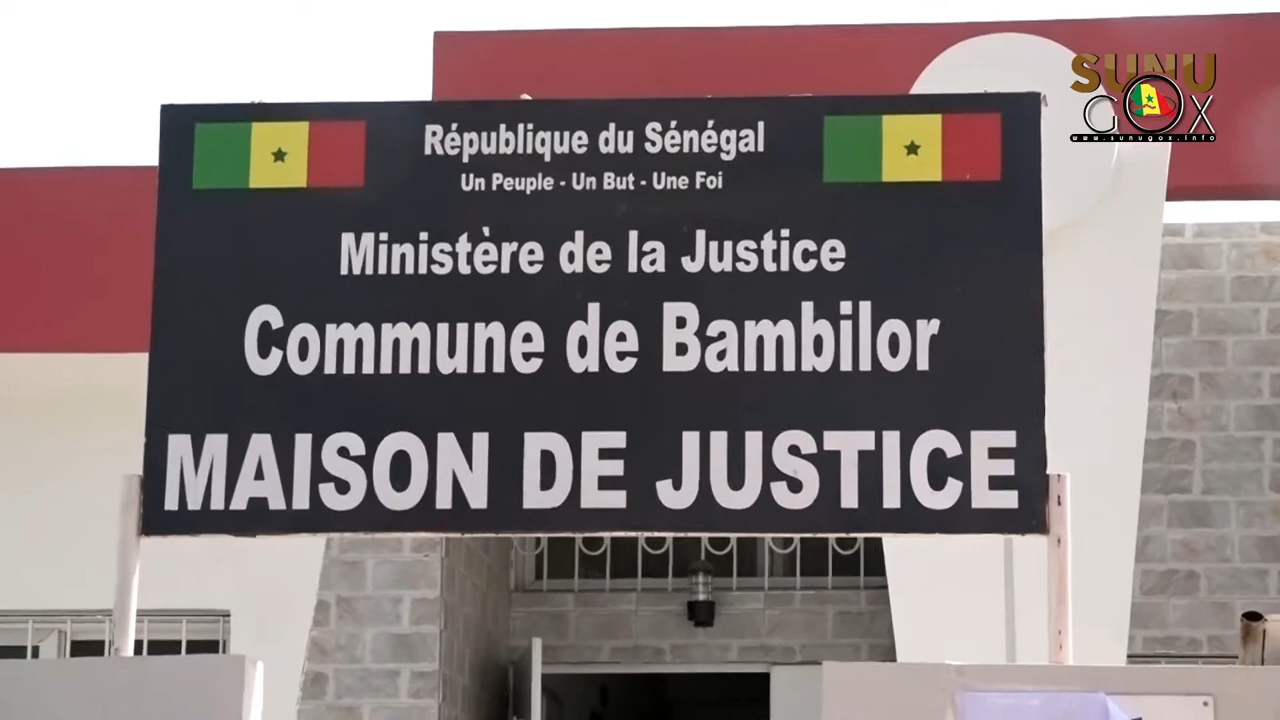 SUNU
GOX
www.sunugox.info
République du Sénégal
Un Peuple - Un But - Une Foi
Ministère de la Justice
Commune de Bambilor
MAISON DE JUSTICE